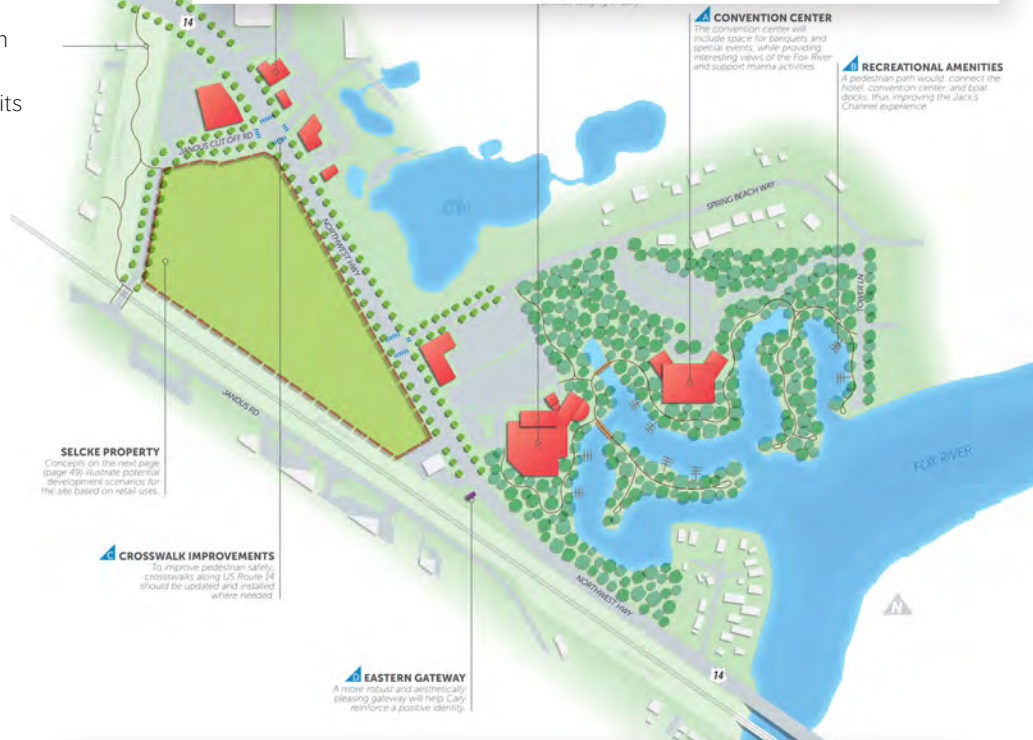 14
its
A CONVENTION CENTER
The convention center will
include space for banquets and
special events, while providing
interesting views of the Fox River
and support marina activities.
B RECREATIONAL AMENITIES
A pedestrian path would connect the
hotel, convention center, and boat
docks, thus improving the Jack's
Channel experience.
JANDUS CUT OFF RD
NORTHWEST HWY
SPRING BEACH WAY
TOWER LN
JANDUS RD
FOX RIVER
SELCKE PROPERTY
Concepts on the next page
(page 49) illustrate potential
development scenarios for
the site based on retail uses.
C CROSSWALK IMPROVEMENTS
To improve pedestrian safety,
crosswalks along US Route 14
should be updated and installed
where needed.
NORTHWEST HWY
N
14
D EASTERN GATEWAY
A more robust and aesthetically
pleasing gateway will help Cary
reinforce a positive identity.